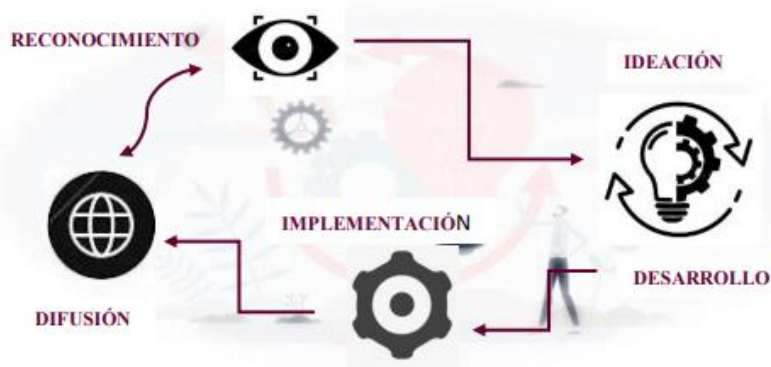 RECONOCIMIENTO
IDEACIÓN
IMPLEMENTACIÓN
DESARROLLO
DIFUSIÓN